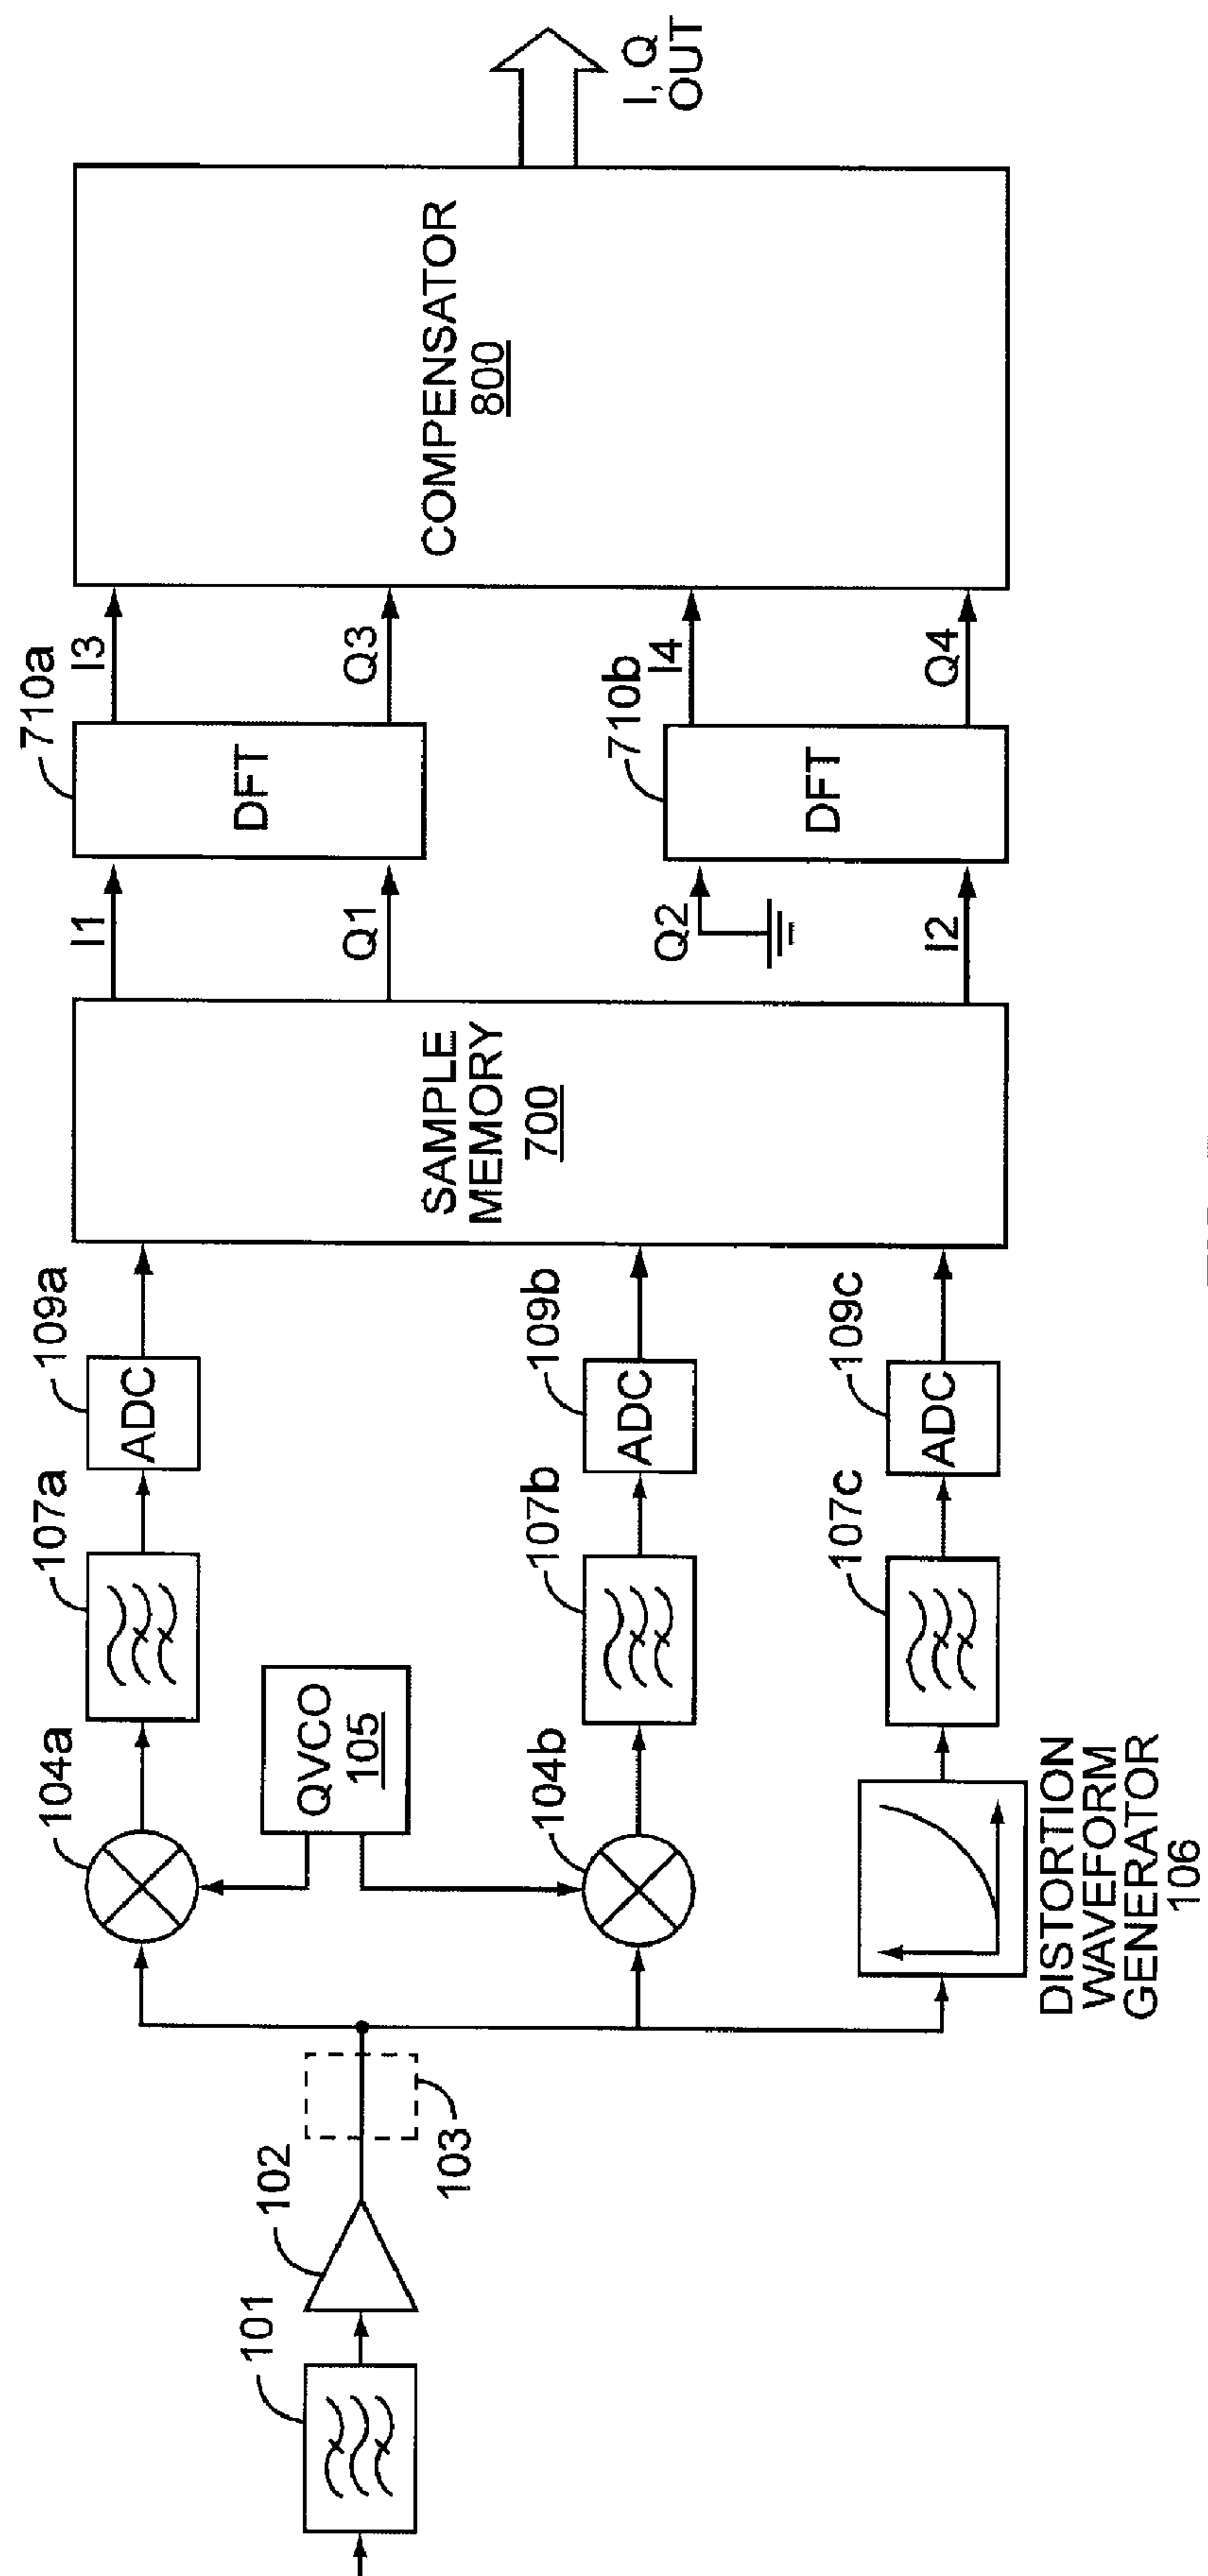 101
102
103
104a
QVCO
105
104b
DISTORTION
WAVEFORM
GENERATOR
106
107a
107b
107c
109a
ADC
109b
ADC
109c
ADC
SAMPLE
MEMORY
700
I1
Q1
Q2
I2
710a
DFT
710b
DFT
I3
Q3
I4
Q4
COMPENSATOR
800
I, Q
OUT